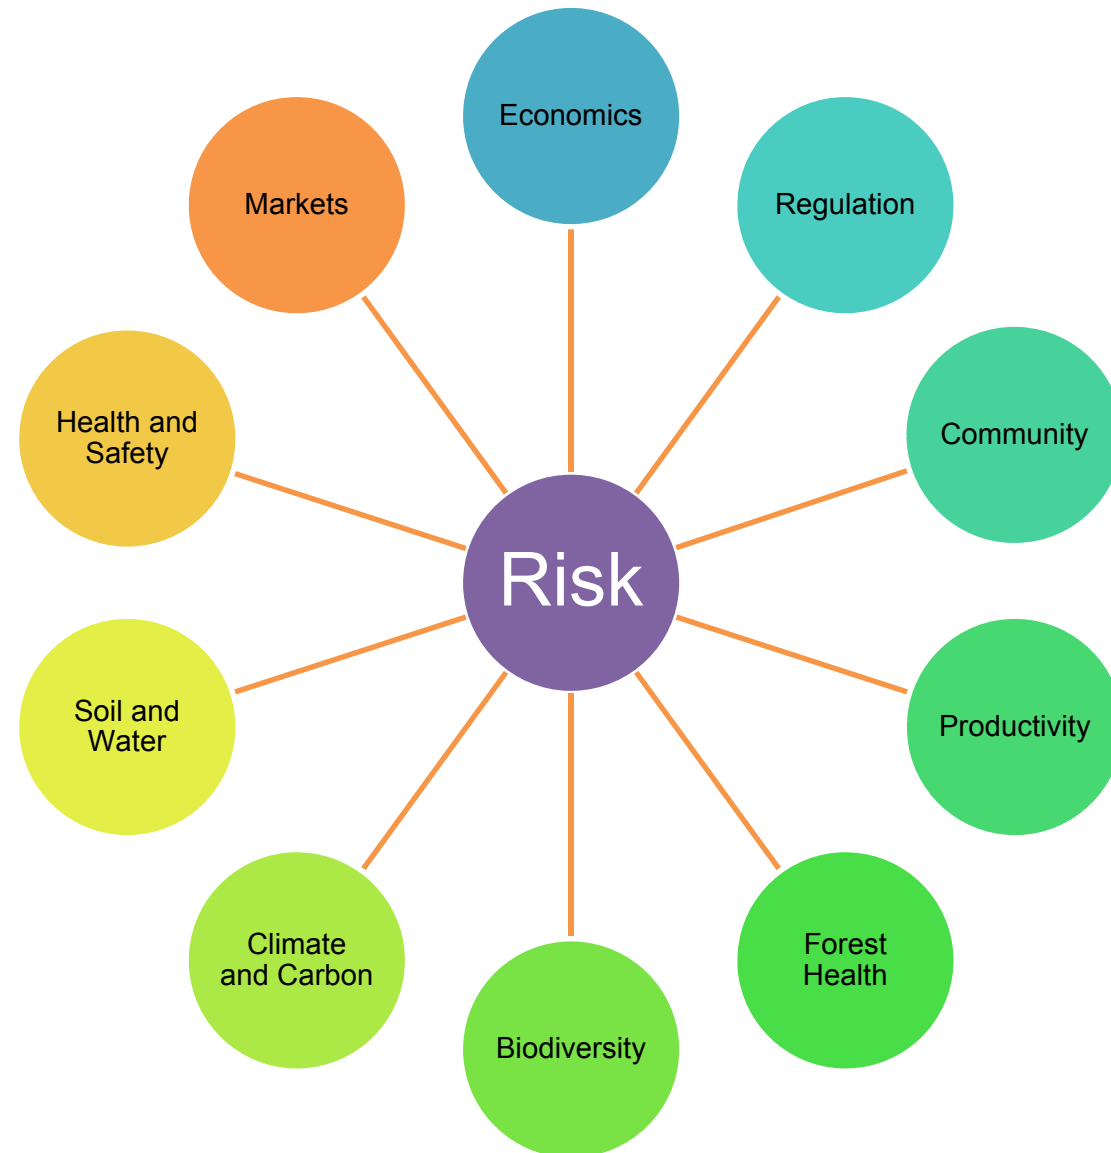 Economics
Markets
Regulation
Health and
Safety
Community
Risk
Soil and
Water
Productivity
Climate
and Carbon
Forest
Health
Biodiversity